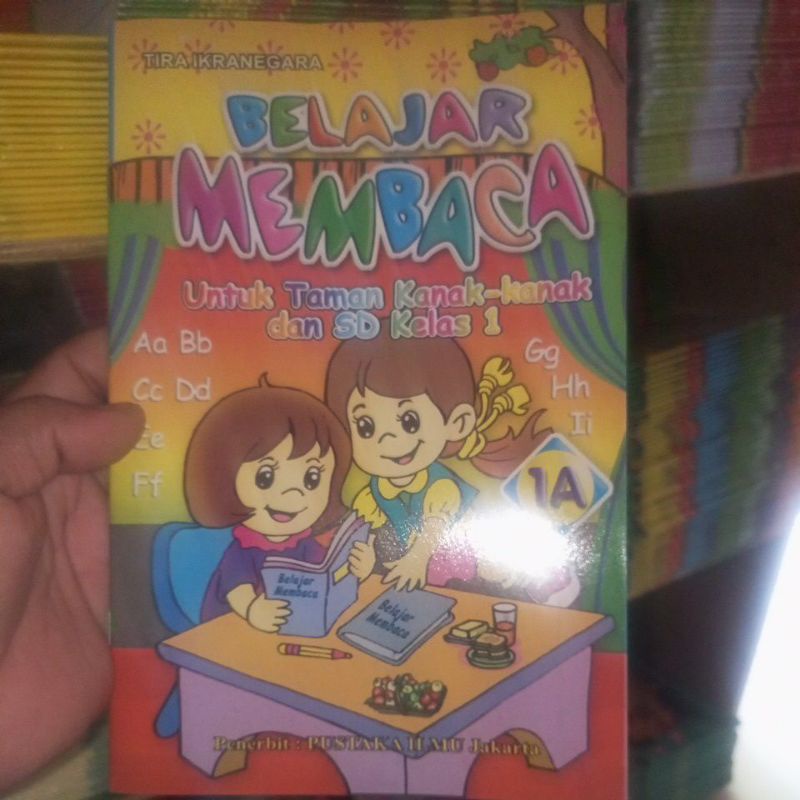 TIRA IKRANEGARA
BELAJAR
MEMBACA
Untuk Taman Kanak-kanak
dan SD Kelas 1
Aa Bb
Cc Dd
Ee
Ff
Gg
Hh
Ii
1A
Belajar
Membaca
Belajar
Membaca
Penerbit : PUSTAKA ILMU Jakarta